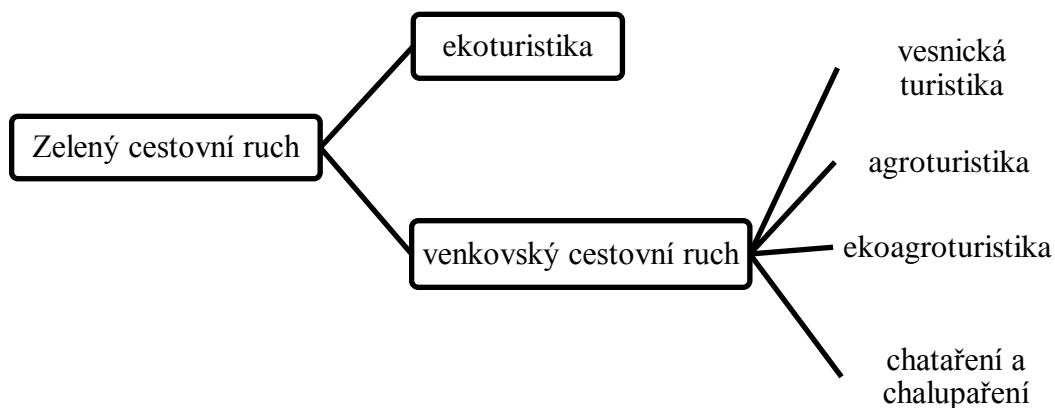 ekoturistika
vesnická
turistika
Zelený cestovní ruch
agroturistika
venkovský cestovní ruch
ekoagroturistika
chataření a
chalupaření